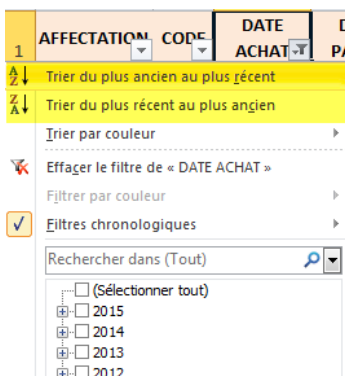 DATE
AFFECTATION CODE ACHAT
1
Trier du plus ancien au plus récent
Trier du plus récent au plus ancien
Trier par couleur
Effacer le filtre de « DATE ACHAT »
Filtrer par couleur
Filtres chronologiques
Rechercher dans (Tout)
(Sélectionner tout)
2015
2014
2013
2012